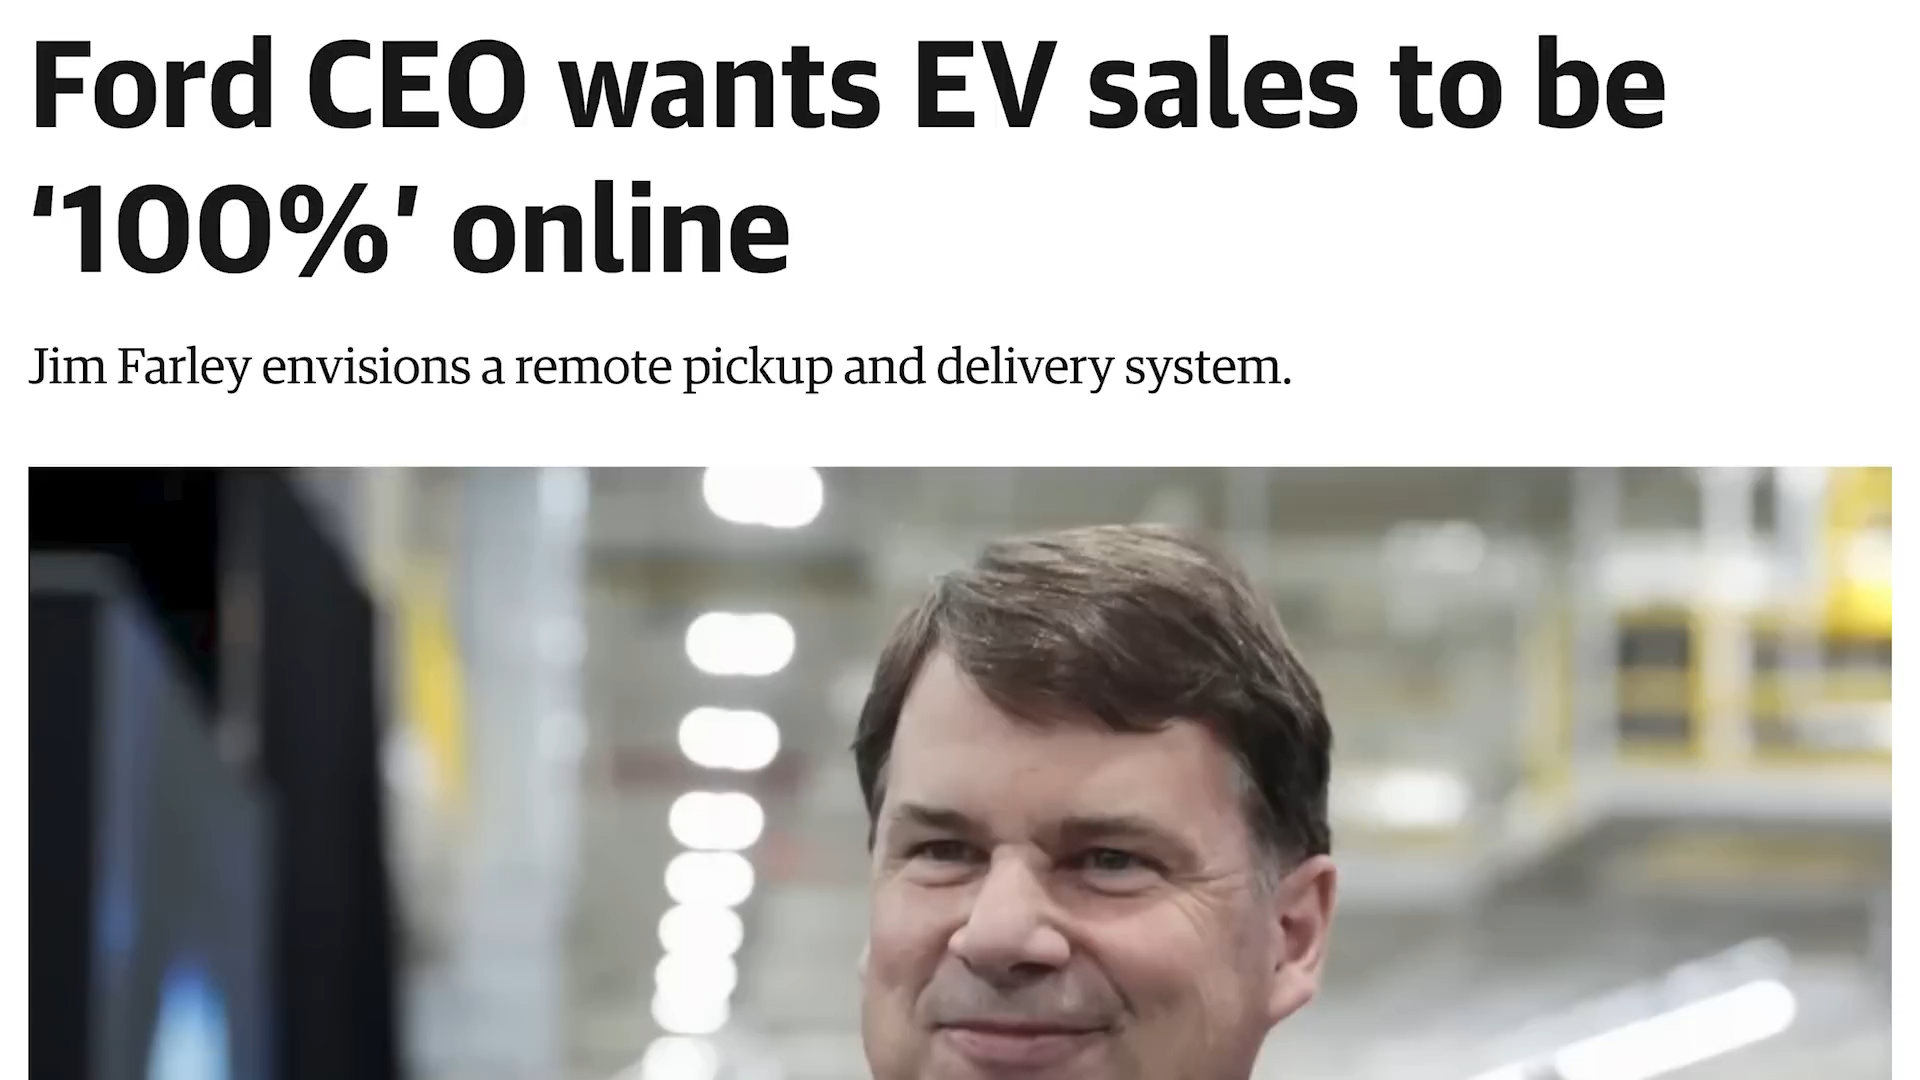 Ford CEO wants EV sales to be
‘100%’ online
Jim Farley envisions a remote pickup and delivery system.